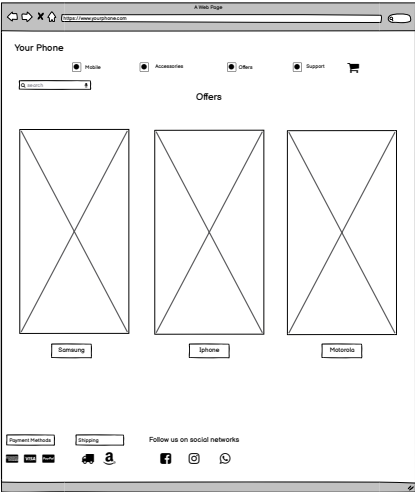 A Web Page
https://www.yourphone.com
Your Phone
Mobile Accessories Offers Support
search
Offers
Samsung Iphone Motorola
Payment Methods Shipping Follow us on social networks
VISA PayPal